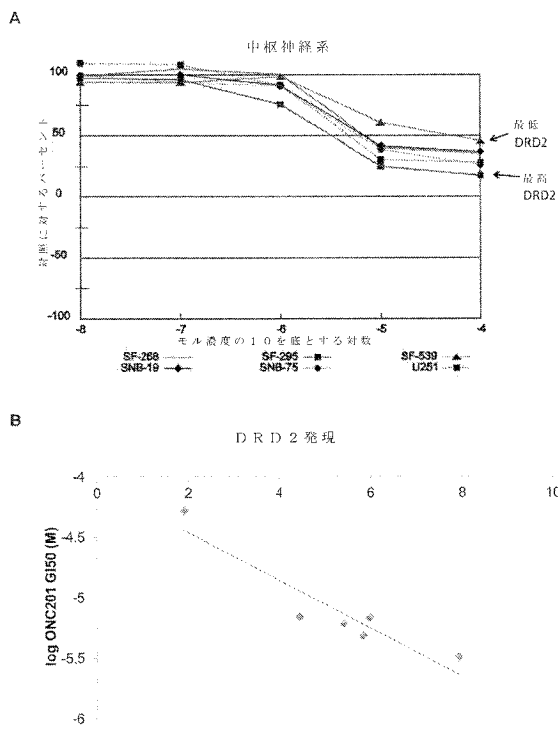 A
中枢神経系
対照に対するパーセント
100
50
0
-50
-100
-8
-7
-6
-5
-4
最低
DRD2
最高
DRD2
モル濃度の10を底とする対数
SF-268
SF-295
SF-539
SNB-19
SNB-75
U251
B
DRD2発現
-4
0
2
4
6
8
10
-4.5
-5
-5.5
-6
log ONC201 GI50 (M)